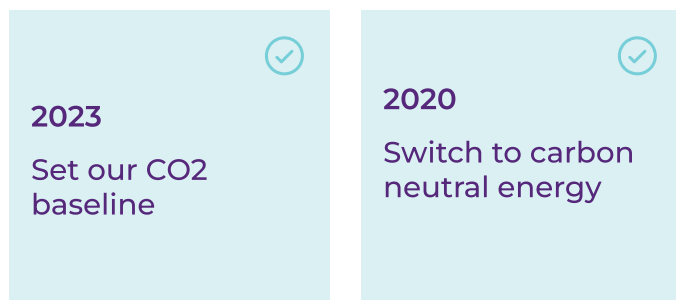 2023
Set our CO2
baseline
2020
Switch to carbon
neutral energy